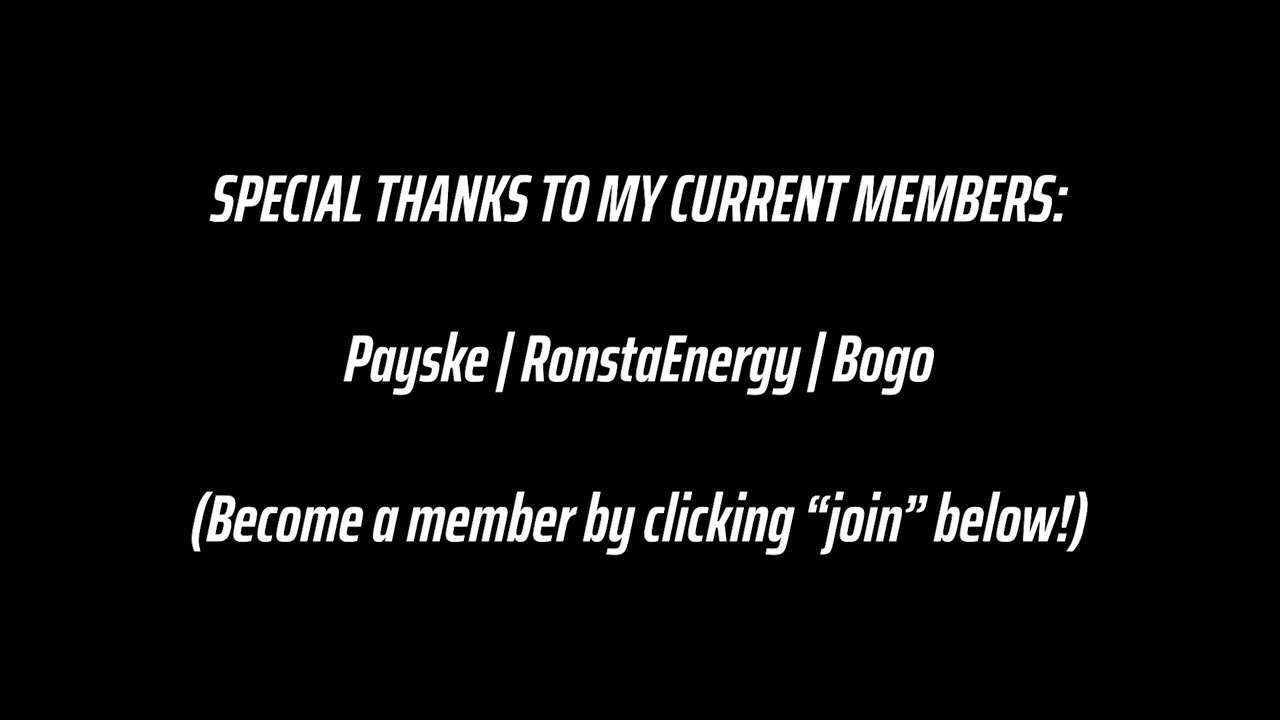 SPECIAL THANKS TO MY CURRENT MEMBERS:
Payske | RonstaEnergy | Bogo
(Become a member by clicking “join” below!)